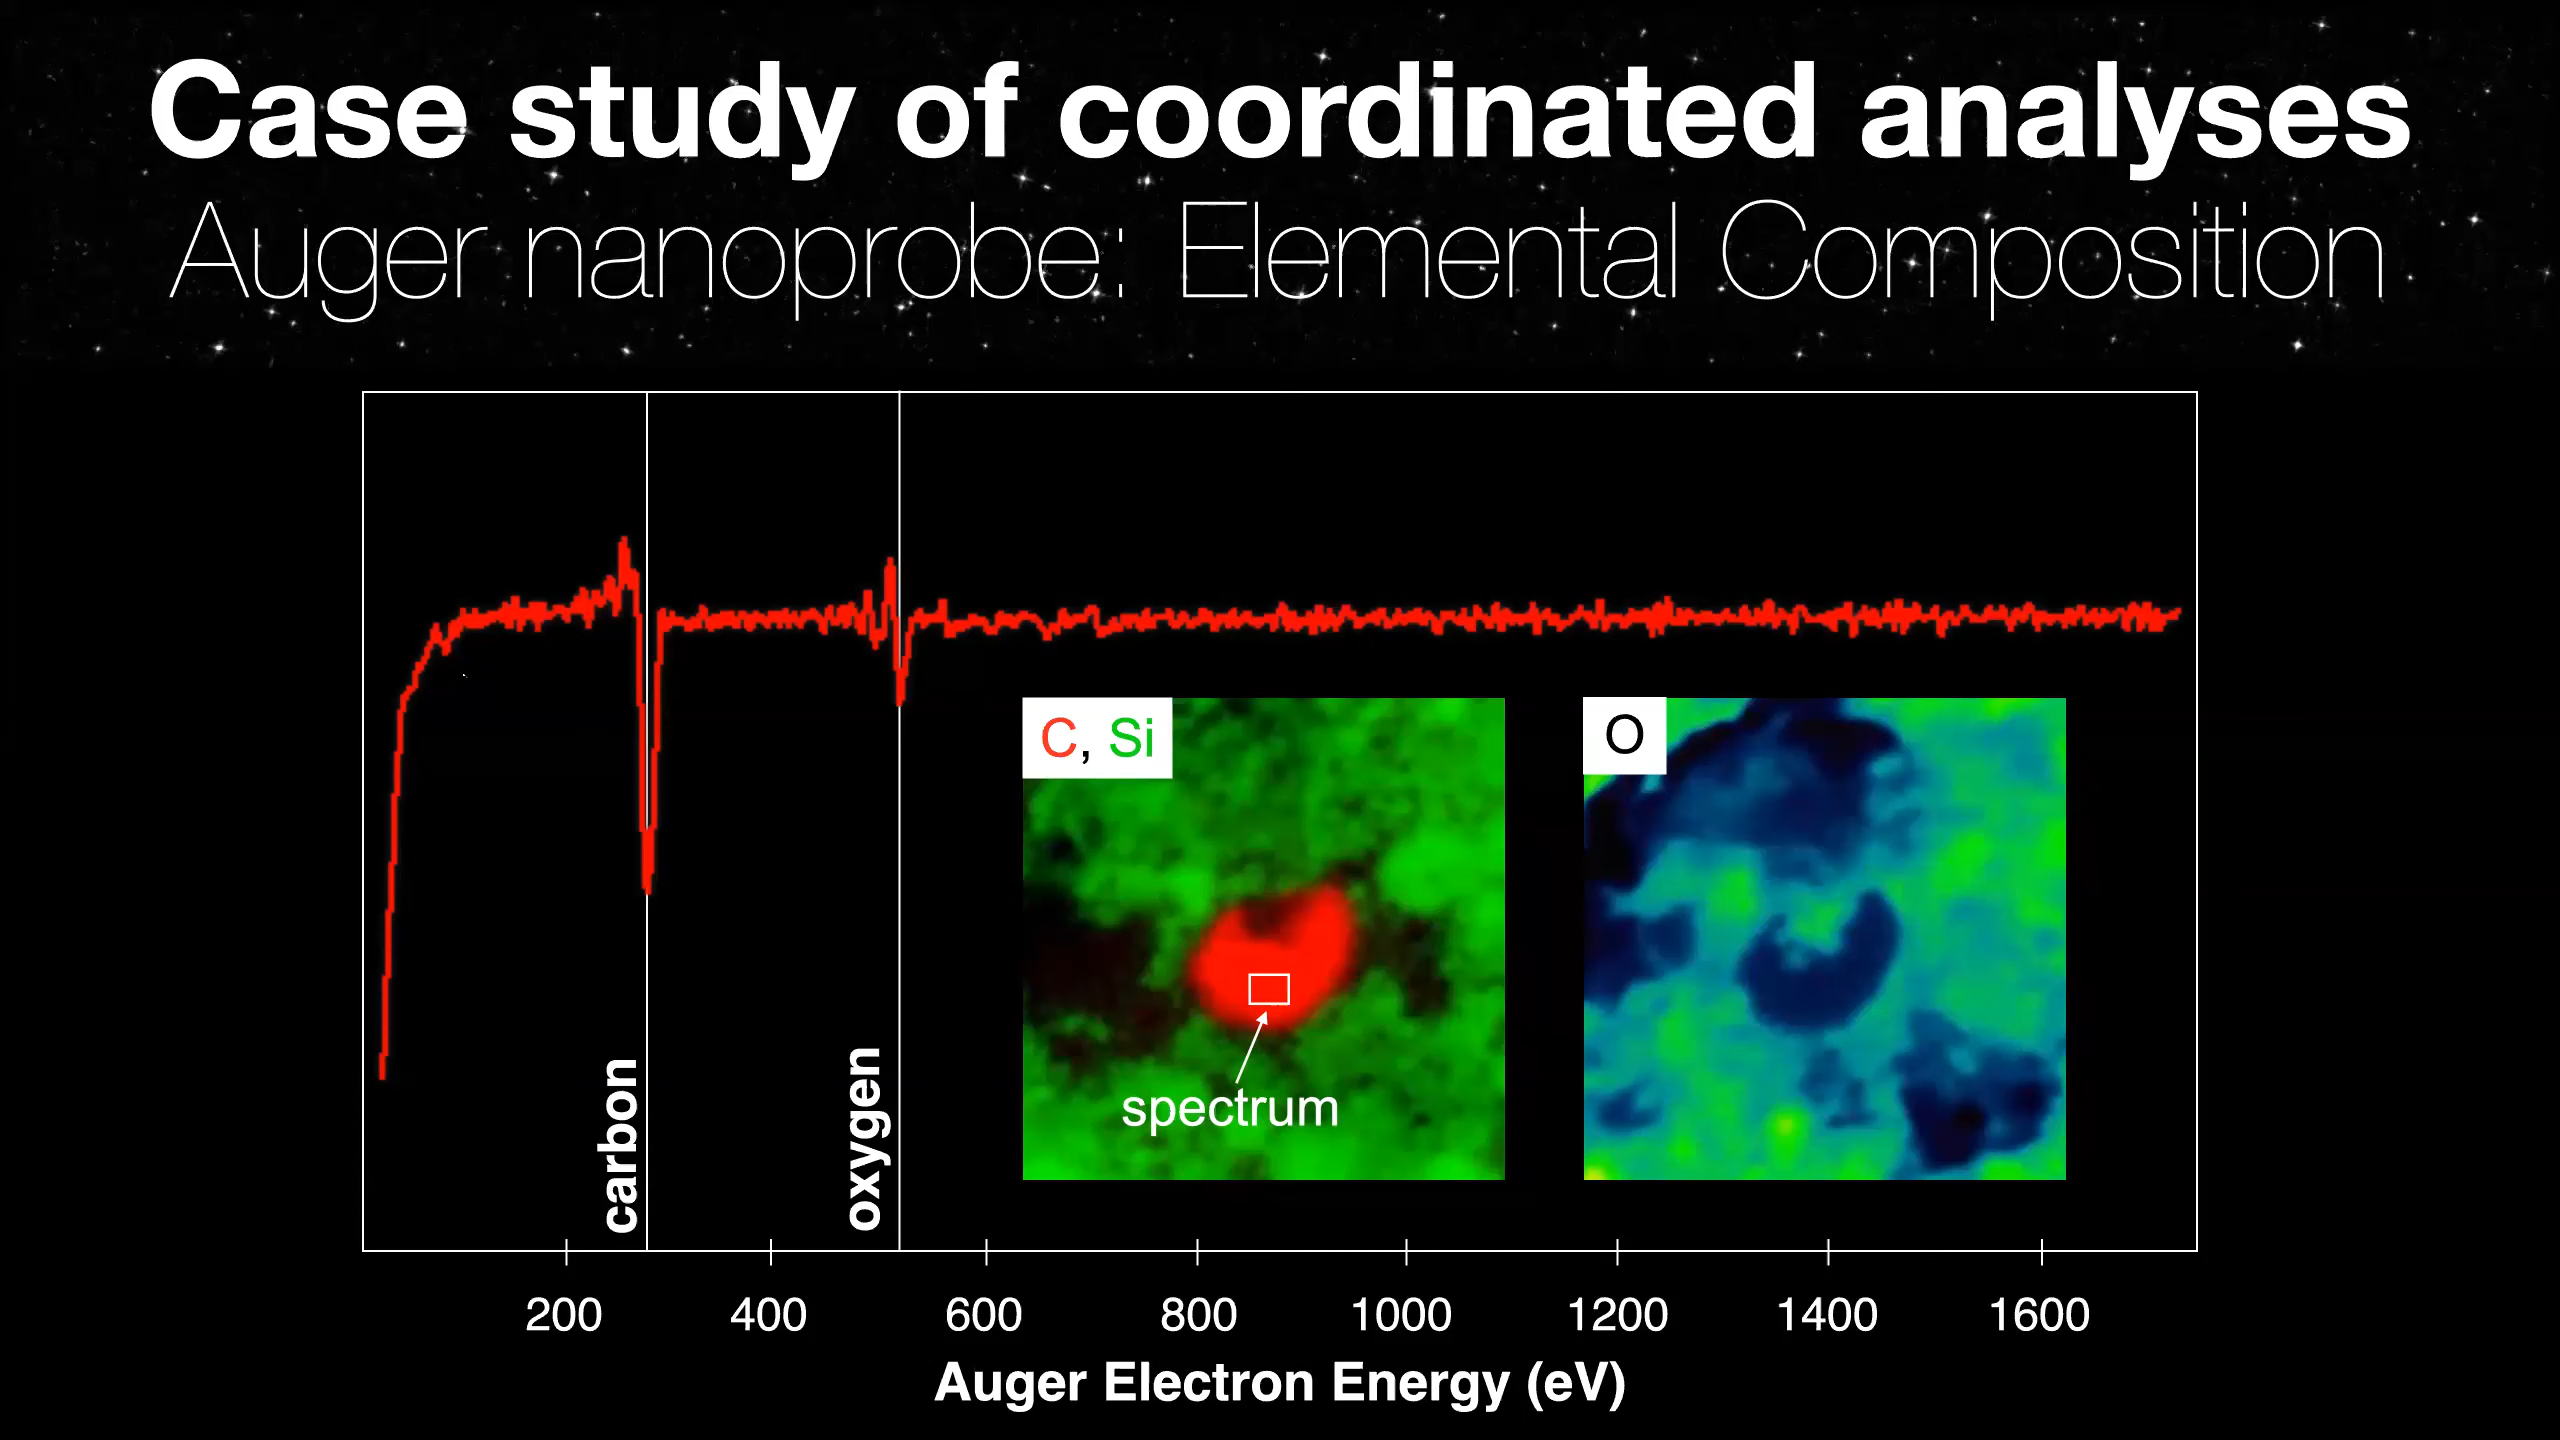 Case study of coordinated analyses
Auger nanoprobe: Elemental Composition
carbon
oxygen
C, Si
spectrum
O
200 400 600 800 1000 1200 1400 1600
Auger Electron Energy (eV)